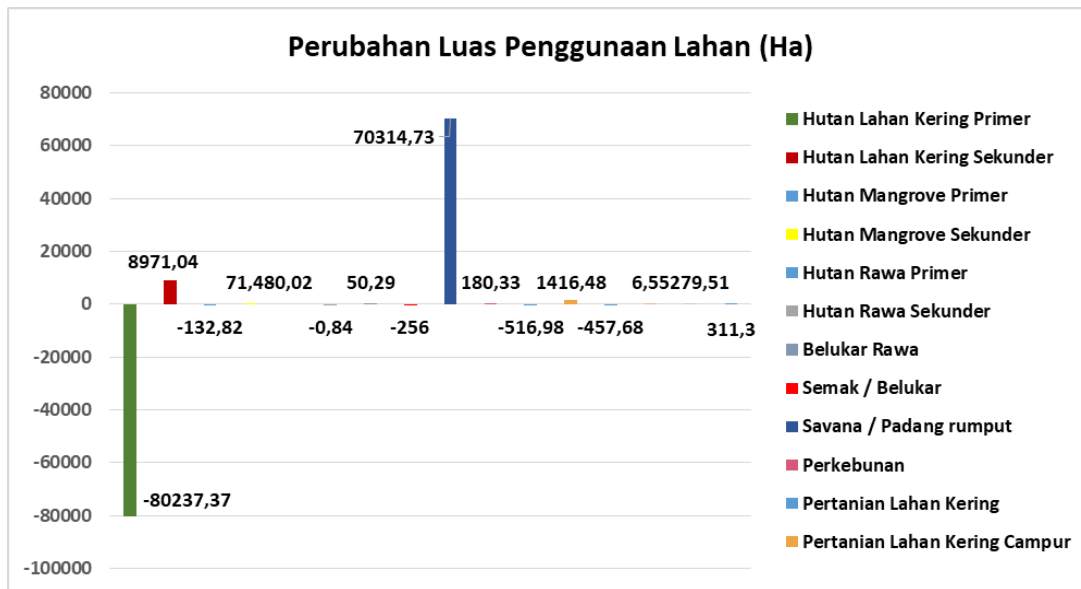 Perubahan Luas Penggunaan Lahan (Ha)
80000
60000
40000
20000
0
-20000
-40000
-60000
-80000
-100000
-80237,37
8971,04
-132,82
71,480,02
-0,84
50,29
-256
70314,73
180,33
-516,98
1416,48
-457,68
6,55279,51
311,3
Hutan Lahan Kering Primer
Hutan Lahan Kering Sekunder
Hutan Mangrove Primer
Hutan Mangrove Sekunder
Hutan Rawa Primer
Hutan Rawa Sekunder
Belukar Rawa
Semak / Belukar
Savana / Padang rumput
Perkebunan
Pertanian Lahan Kering
Pertanian Lahan Kering Campur